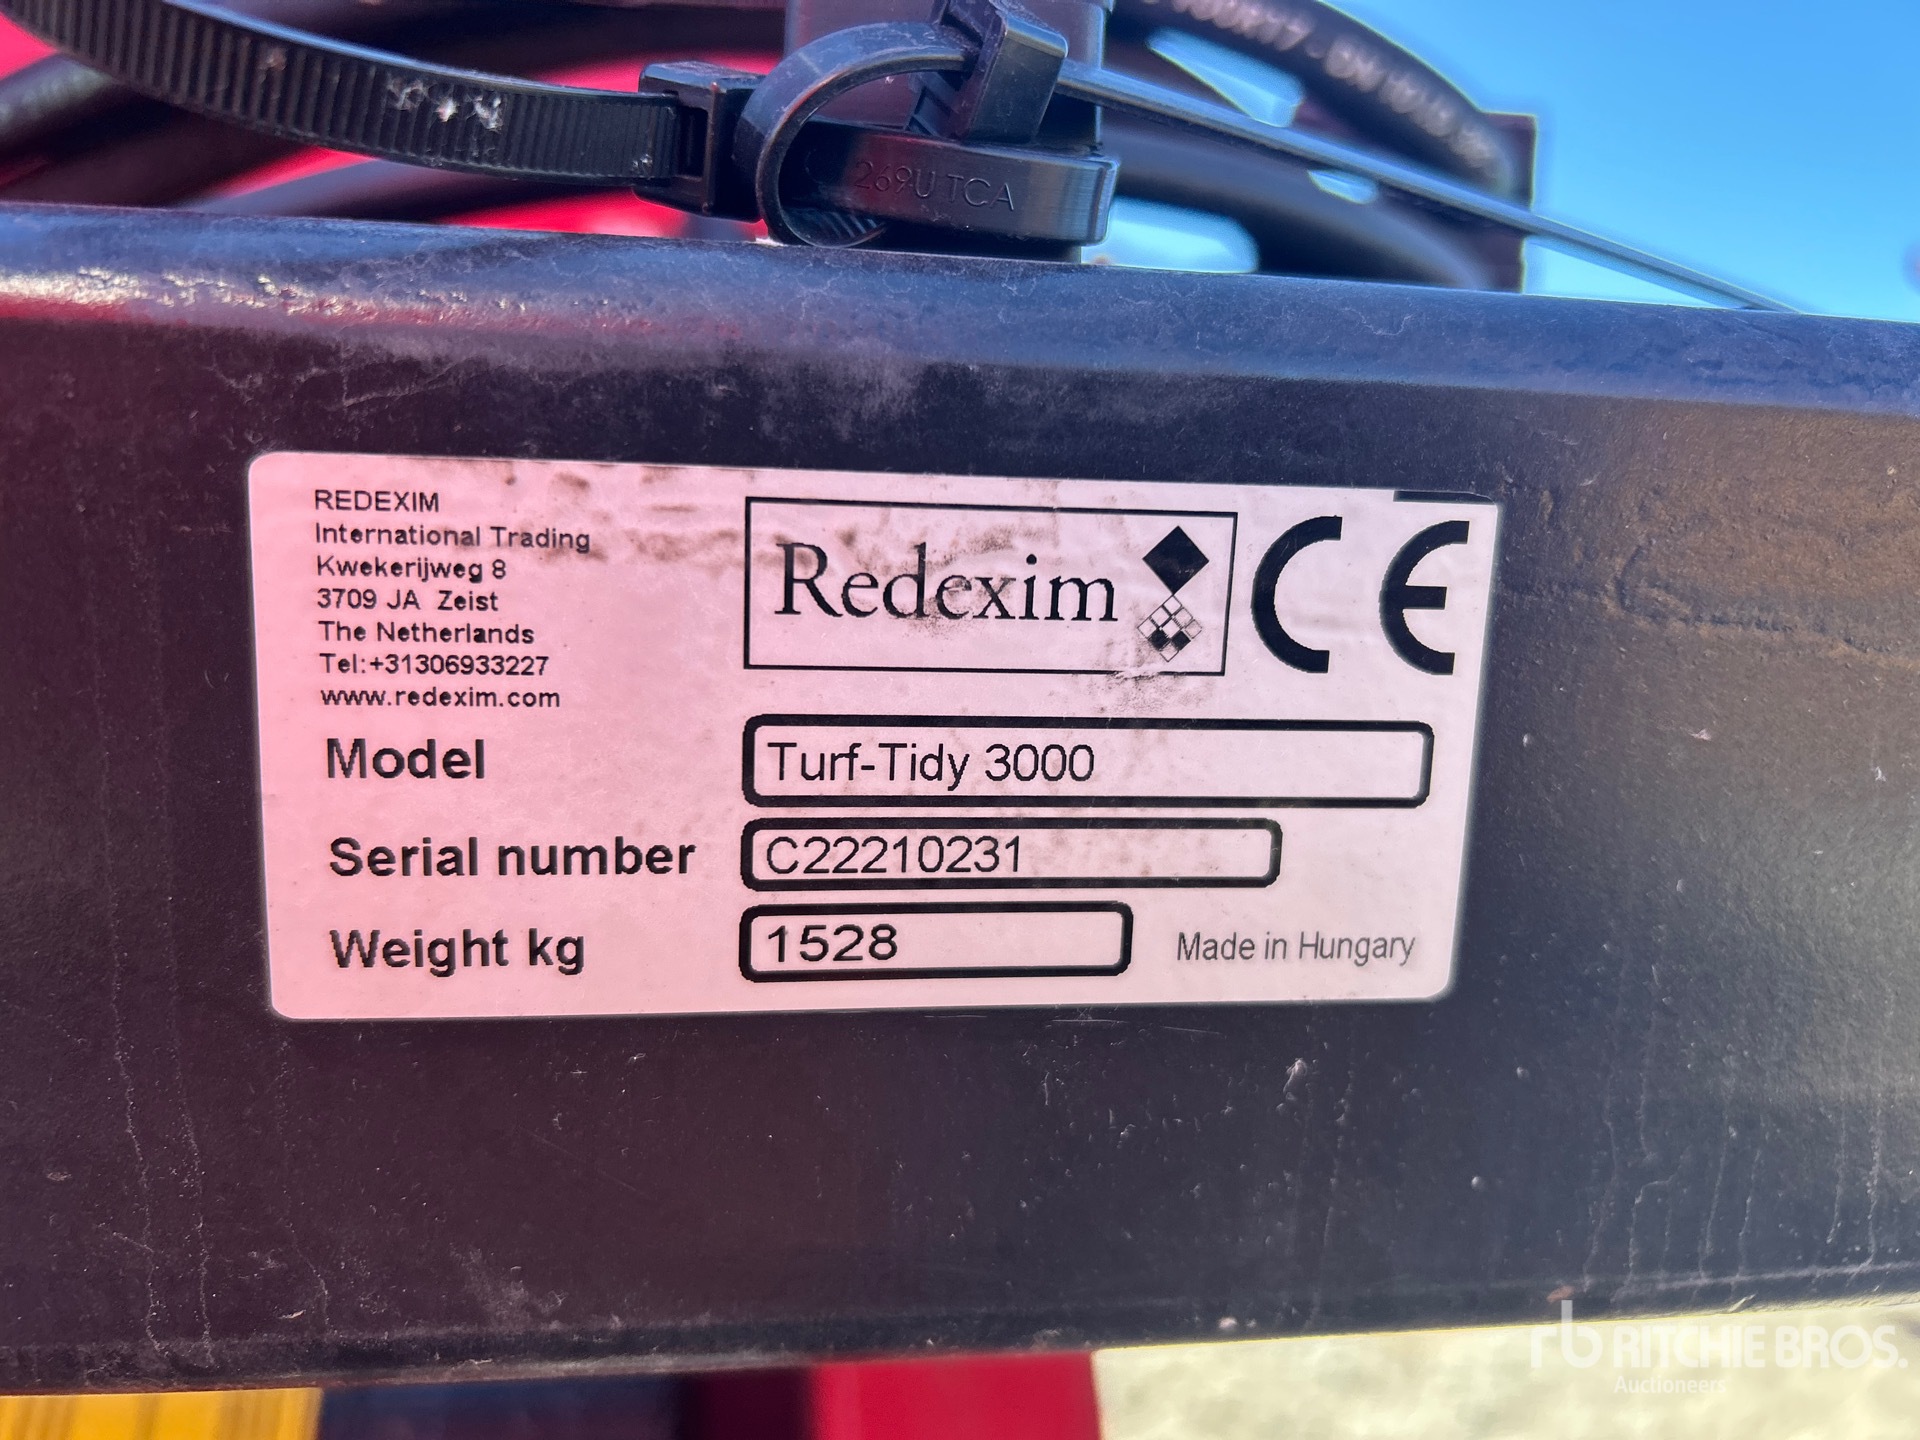 269U TCA
REDEXIM
International Trading
Kwekerijweg 8
3709 JA Zeist
The Netherlands
Tel:+31306933227
www.redexim.com
Redexim
CE
Model Turf-Tidy 3000
Serial number C22210231
Weight kg 1528
Made in Hungary
rb RITCHIE BROS.
Auctioneers